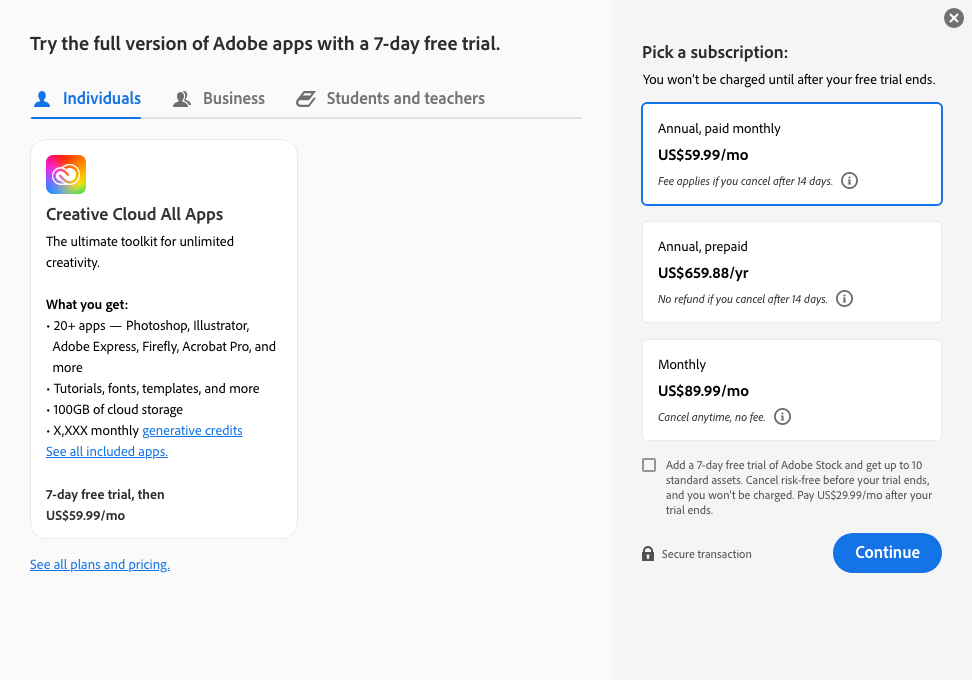 Try the full version of Adobe apps with a 7-day free trial.
Individuals
Business
Students and teachers
Creative Cloud All Apps
The ultimate toolkit for unlimited
creativity.
What you get:
• 20+ apps — Photoshop, Illustrator,
Adobe Express, Firefly, Acrobat Pro, and
more
• Tutorials, fonts, templates, and more
• 100GB of cloud storage
• X,XXX monthly generative credits
See all included apps.
7-day free trial, then
US$59.99/mo
See all plans and pricing.
Pick a subscription:
You won’t be charged until after your free trial ends.
Annual, paid monthly
US$59.99/mo
Fee applies if you cancel after 14 days.
Annual, prepaid
US$659.88/yr
No refund if you cancel after 14 days.
Monthly
US$89.99/mo
Cancel anytime, no fee.
Add a 7-day free trial of Adobe Stock and get up to 10
standard assets. Cancel risk-free before your trial ends,
and you won't be charged. Pay US$29.99/mo after your
trial ends.
Secure transaction
Continue